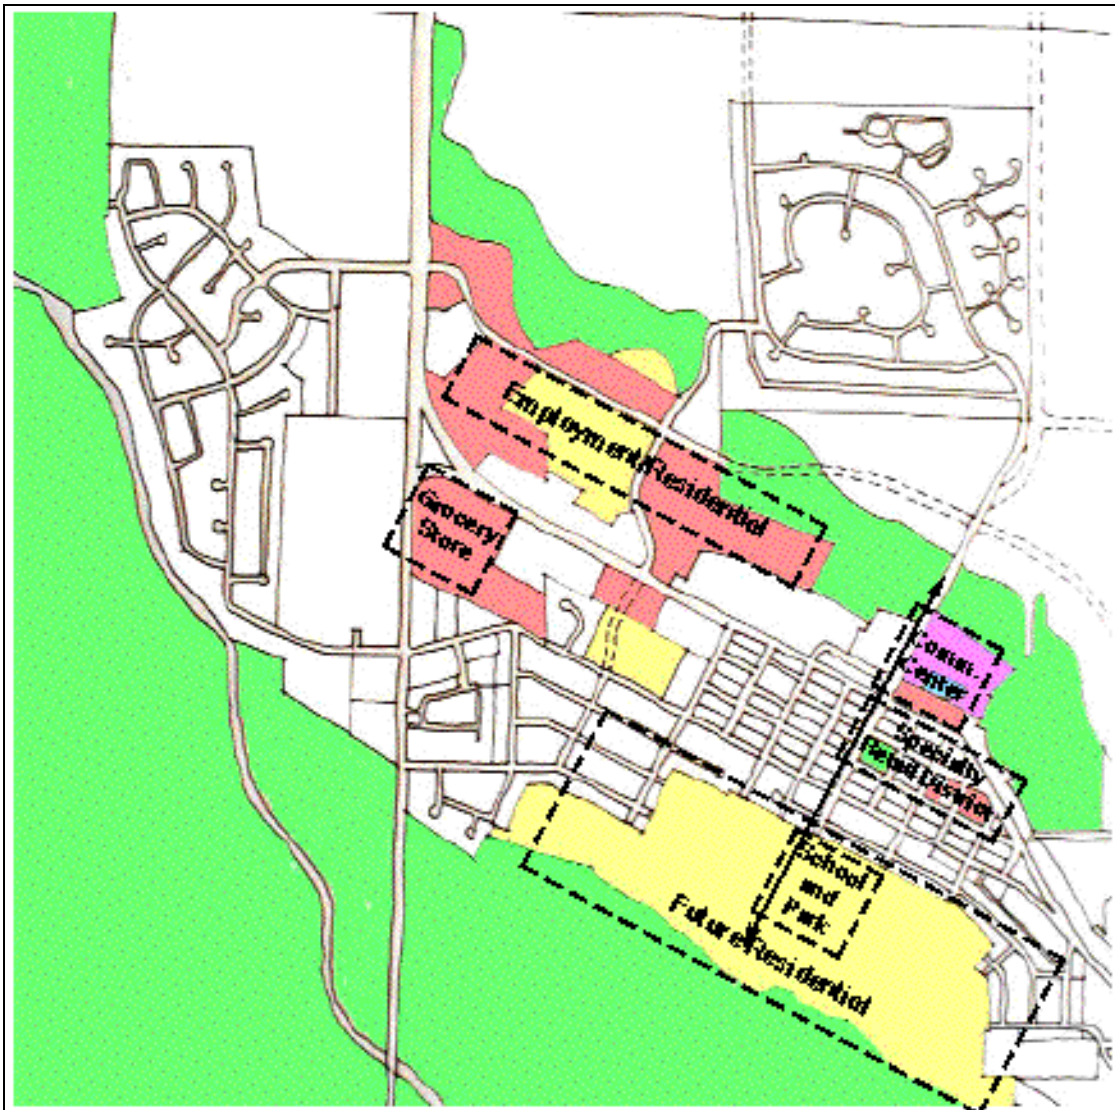 Employment/Residential
Grocery
Store
Comm.
Center
Specialty
Retail District
School
and
Park
Future Residential